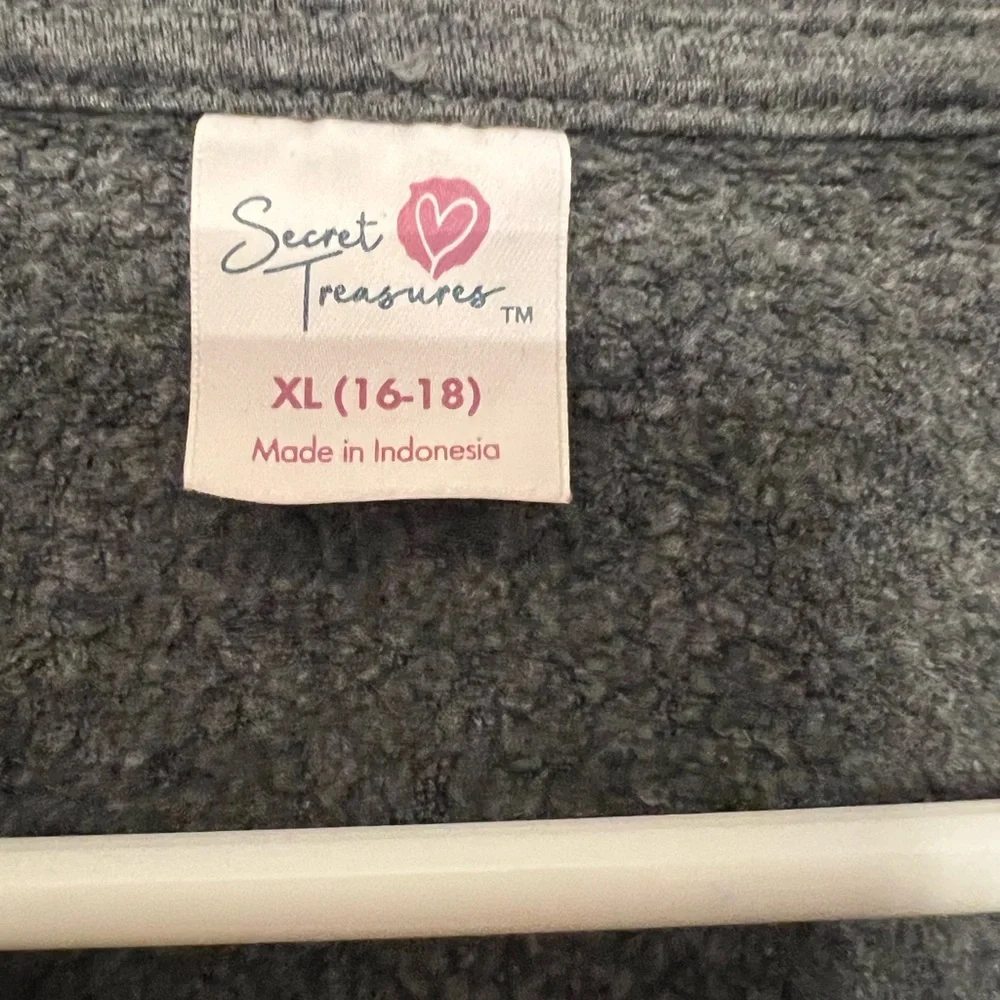 Secret
Treasures™
XL (16-18)
Made in Indonesia